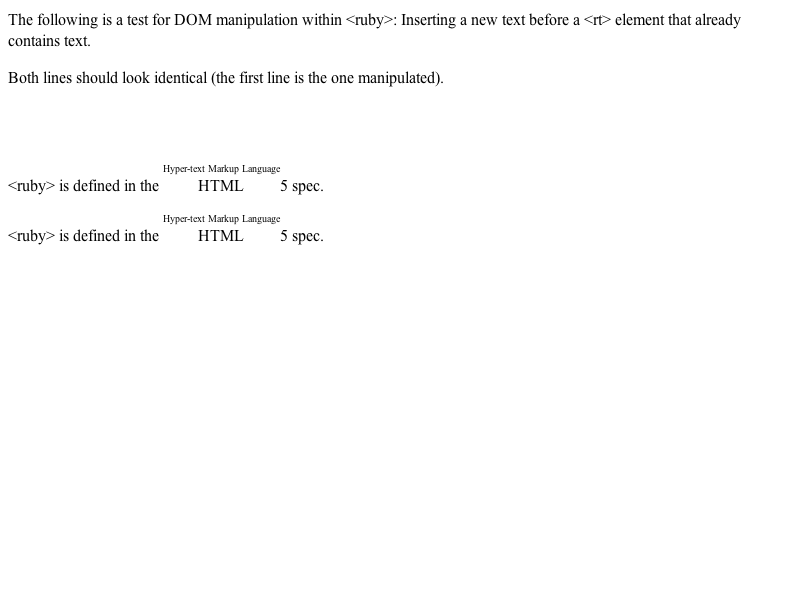 The following is a test for DOM manipulation within <ruby>: Inserting a new text before a <rt> element that already
contains text.
Both lines should look identical (the first line is the one manipulated).
Hyper-text Markup Language
<ruby> is defined in the HTML 5 spec.
Hyper-text Markup Language
<ruby> is defined in the HTML 5 spec.